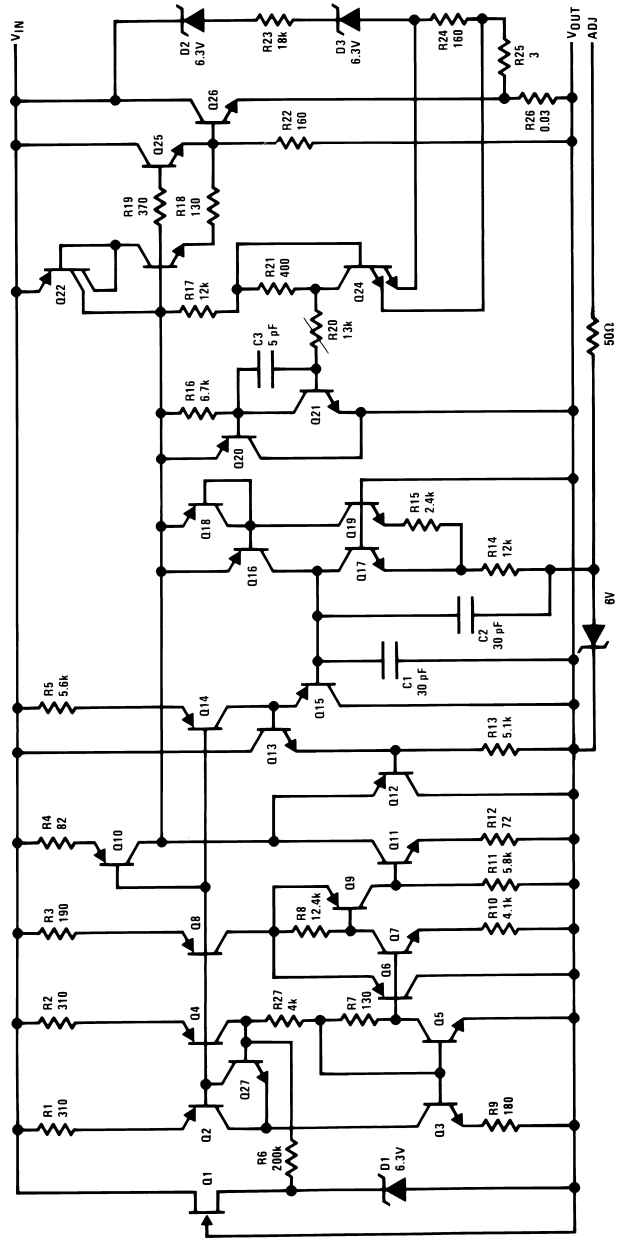 VIN
R1
310
R2
310
R3
190
R4
82
R5
5.6k
Q1
Q2
Q4
Q8
Q10
Q14
Q22
Q25
Q26
D2
6.3V
R23
18k
D3
6.3V
R24
160
R25
3
R26
0.03
R22
160
R19
370
R18
130
R17
12k
R21
400
Q24
R20
13k
C3
5 pF
R16
6.7k
Q20
Q21
Q18
Q16
Q19
Q17
R15
2.4k
R14
12k
C2
30 pF
C1
30 pF
Q15
Q13
Q12
R13
5.1k
Q11
R12
72
Q9
R8
12.4k
R11
5.8k
Q7
Q6
R10
4.1k
R27
4k
R7
130
Q27
Q5
Q3
R6
200k
R9
180
D1
6.3V
6V
50Ω
VOUT
ADJ